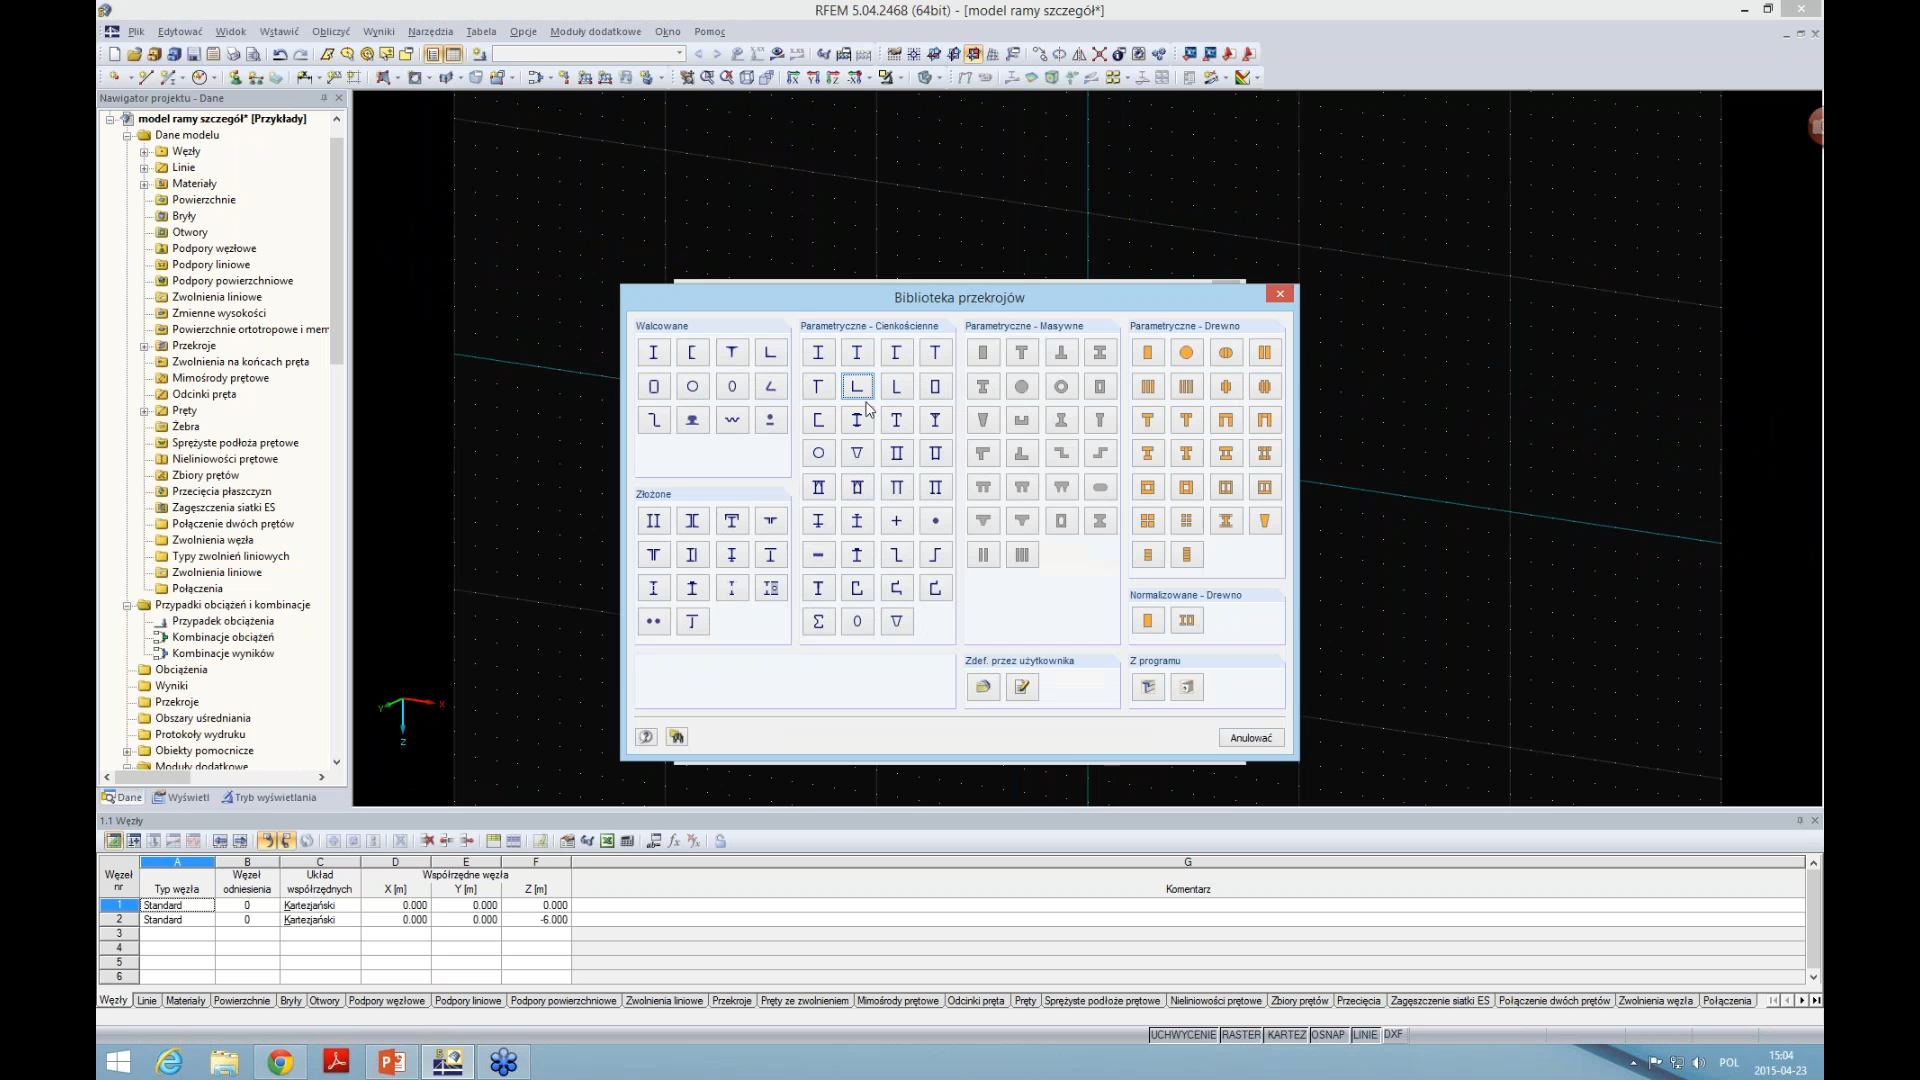 RFEM 5.04.2468 (64bit) - [model ramy szczegół*]
Plik Edytować Widok Wstawić Obliczyć Wyniki Narzędzia Tabela Opcje Moduły dodatkowe Okno Pomoc
Nawigator projektu - Dane
model ramy szczegół* [Przykłady]
Dane modelu
Węzły
Linie
Materiały
Powierzchnie
Bryły
Otwory
Podpory węzłowe
Podpory liniowe
Podpory powierzchniowe
Zwolnienia liniowe
Zmienne wysokości
Powierzchnie ortotropowe i mem
Przekroje
Zwolnienia na końcach pręta
Mimośrody prętowe
Odcinki pręta
Pręty
Żebra
Sprężyste podłoża prętowe
Nieliniowości prętowe
Zbiory prętów
Przecięcia płaszczyzn
Zagęszczenia siatki ES
Połączenie dwóch prętów
Zwolnienia węzła
Typy zwolnień liniowych
Zwolnienia liniowe
Połączenia
Przypadki obciążeń i kombinacje
Przypadek obciążenia
Kombinacje obciążeń
Kombinacje wyników
Obciążenia
Wyniki
Przekroje
Obszary uśredniania
Protokoły wydruku
Obiekty pomocnicze
Moduły dodatkowe
Dane Wyświetl Tryb wyświetlania
X
Y
Z
Biblioteka przekrojów
Walcowane
Parametryczne - Cienkościenne
Parametryczne - Masywne
Parametryczne - Drewno
Złożone
Normalizowane - Drewno
Zdef. przez użytkownika
Z programu
Anulować
1.1 Węzły
A B C D E F G
Węzeł Węzeł Układ Współrzędne węzła
nr Typ węzła odniesienia współrzędnych X [m] Y [m] Z [m] Komentarz
1 Standard 0 Kartezjański 0.000 0.000 0.000
2 Standard 0 Kartezjański 0.000 0.000 -6.000
3
4
5
6
Węzły Linie Materiały Powierzchnie Bryły Otwory Podpory węzłowe Podpory liniowe Podpory powierzchniowe Zwolnienia liniowe Przekroje Pręty ze zwolnieniem Mimośrody prętowe Odcinki pręta Pręty Sprężyste podłoże prętowe Nieliniowości prętowe Zbiory prętów Przecięcia Zagęszczenie siatki ES Połączenie dwóch prętów Zwolnienia węzła Połączenia
UCHWYCENIE RASTER KARTEZ OSNAP LINIE DXF
POL
15:04
2015-04-23